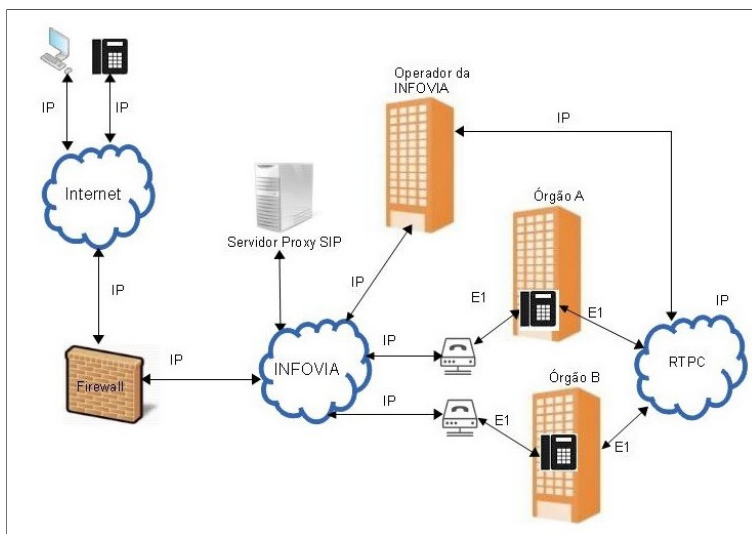 Operador da
INFOVIA
IP
IP
IP
Internet
Órgão A
Servidor Proxy SIP
IP
IP
E1
E1
IP
IP
IP
INFOVIA
RTPC
Firewall
Órgão B
IP
E1
E1